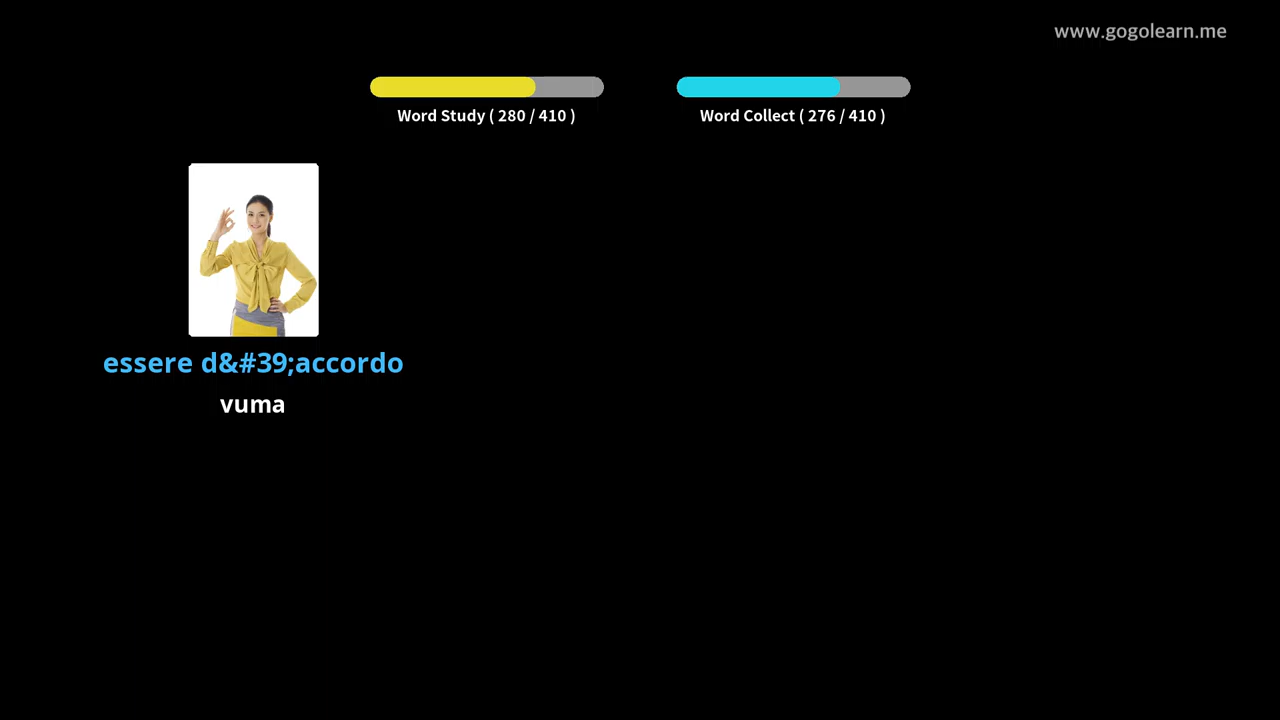 www.gogolearn.me
Word Study ( 280 / 410 )
Word Collect ( 276 / 410 )
essere d&#39;accordo
vuma